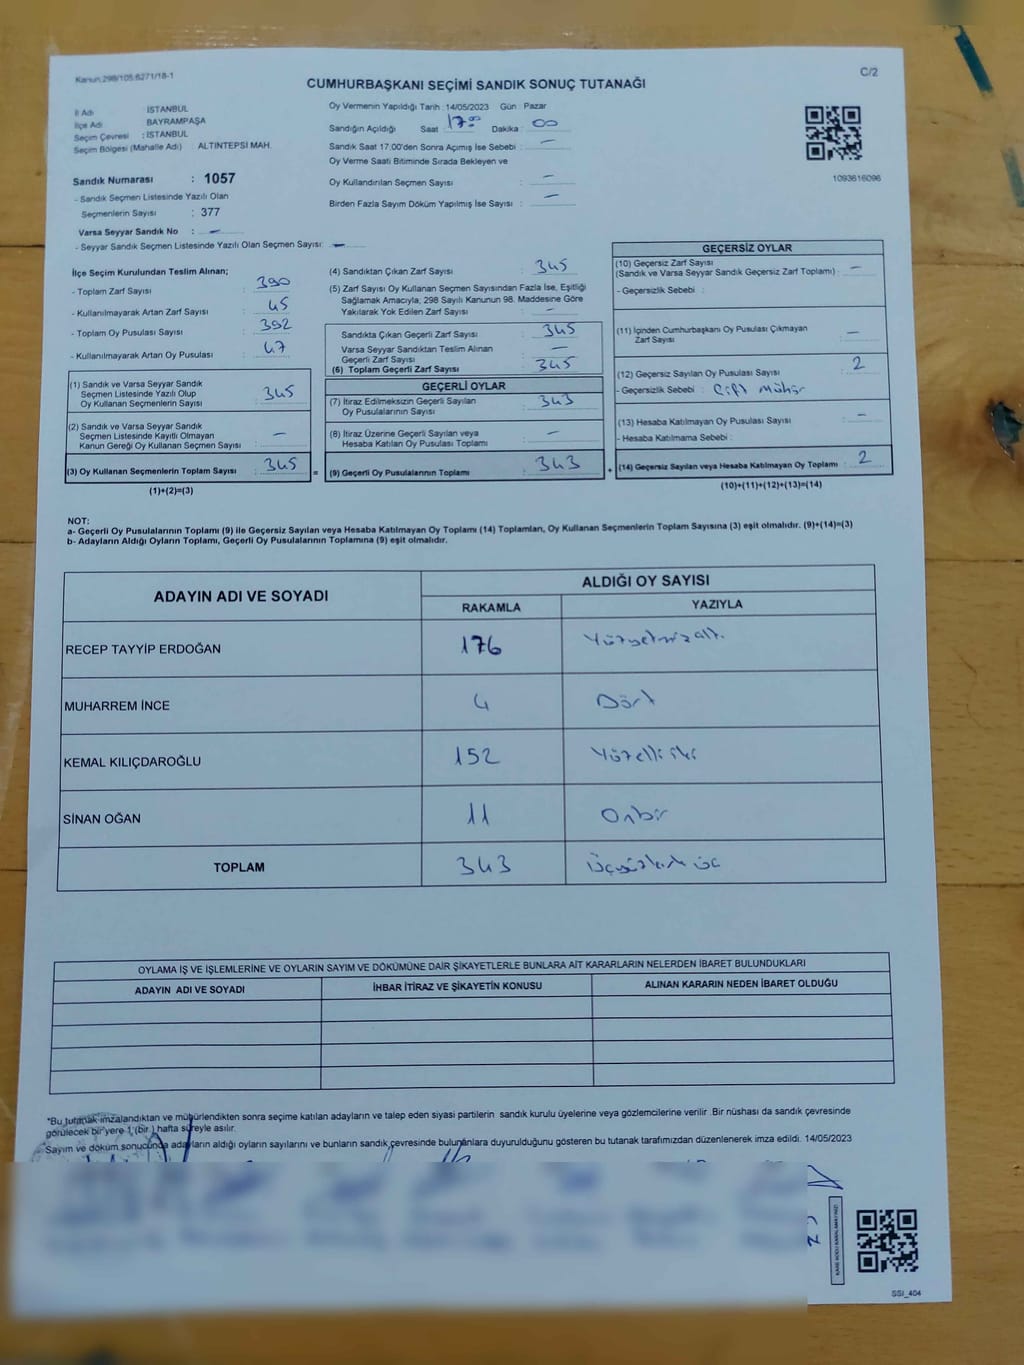 Kanun:298/105,6271/18-1
C/2
CUMHURBAŞKANI SEÇİMİ SANDIK SONUÇ TUTANAĞI
İl Adı : İSTANBUL
İlçe Adı : BAYRAMPAŞA
Seçim Çevresi : İSTANBUL
Seçim Bölgesi (Mahalle Adı) : ALTINTEPSİ MAH.
Oy Vermenin Yapıldığı Tarih : 14/05/2023 Gün : Pazar
Sandığın Açıldığı Saat : 17.00 Dakika : 00
Sandık Saat 17.00'den Sonra Açımış İse Sebebi : —
Oy Verme Saati Bitiminde Sırada Bekleyen ve
Oy Kullandırılan Seçmen Sayısı : —
Birden Fazla Sayım Döküm Yapılmış İse Sayısı : —
1093616096
Sandık Numarası : 1057
- Sandık Seçmen Listesinde Yazılı Olan
Seçmenlerin Sayısı : 377
Varsa Seyyar Sandık No : —
- Seyyar Sandık Seçmen Listesinde Yazılı Olan Seçmen Sayısı: —
İlçe Seçim Kurulundan Teslim Alınan;
- Toplam Zarf Sayısı : 390
- Kullanılmayarak Artan Zarf Sayısı : 45
- Toplam Oy Pusulası Sayısı : 392
- Kullanılmayarak Artan Oy Pusulası : 47
(1) Sandık ve Varsa Seyyar Sandık
Seçmen Listesinde Yazılı Olup
Oy Kullanan Seçmenlerin Sayısı : 345
(2) Sandık ve Varsa Seyyar Sandık
Seçmen Listesinde Kayıtlı Olmayan
Kanun Gereği Oy Kullanan Seçmen Sayısı : —
(3) Oy Kullanan Seçmenlerin Toplam Sayısı : 345
(1)+(2)=(3)
(4) Sandıktan Çıkan Zarf Sayısı : 345
(5) Zarf Sayısı Oy Kullanan Seçmen Sayısından Fazla İse, Eşitliği
Sağlamak Amacıyla, 298 Sayılı Kanunun 98. Maddesine Göre
Yakılarak Yok Edilen Zarf Sayısı : —
Sandıkta Çıkan Geçerli Zarf Sayısı : 345
Varsa Seyyar Sandıktan Teslim Alınan
Geçerli Zarf Sayısı : —
(6) Toplam Geçerli Zarf Sayısı : 345
GEÇERLİ OYLAR
(7) İtiraz Edilmeksizin Geçerli Sayılan
Oy Pusulalarının Sayısı : 343
(8) İtiraz Üzerine Geçerli Sayılan veya
Hesaba Katılan Oy Pusulası Toplamı : —
= (9) Geçerli Oy Pusulalarının Toplamı : 343 +
GEÇERSİZ OYLAR
(10) Geçersiz Zarf Sayısı
(Sandık ve Varsa Seyyar Sandık Geçersiz Zarf Toplamı) : —
- Geçersizlik Sebebi :
(11) İçinden Cumhurbaşkanı Oy Pusulası Çıkmayan
Zarf Sayısı : —
(12) Geçersiz Sayılan Oy Pusulası Sayısı : 2
- Geçersizlik Sebebi : Çift Mühür
(13) Hesaba Katılmayan Oy Pusulası Sayısı : —
- Hesaba Katılmama Sebebi :
(14) Geçersiz Sayılan veya Hesaba Katılmayan Oy Toplamı : 2
(10)+(11)+(12)+(13)=(14)
NOT:
a- Geçerli Oy Pusulalarının Toplamı (9) ile Geçersiz Sayılan veya Hesaba Katılmayan Oy Toplamı (14) Toplamları, Oy Kullanan Seçmenlerin Toplam Sayısına (3) eşit olmalıdır. (9)+(14)=(3)
b- Adayların Aldığı Oyların Toplamı, Geçerli Oy Pusulalarının Toplamına (9) eşit olmalıdır.
ADAYIN ADI VE SOYADI
ALDIĞI OY SAYISI
RAKAMLA YAZIYLA
RECEP TAYYİP ERDOĞAN 176 Yüzyetmişaltı
MUHARREM İNCE 4 Dört
KEMAL KILIÇDAROĞLU 152 Yüzelliiki
SİNAN OĞAN 11 Onbir
TOPLAM 343 Üçyüzkırküç
OYLAMA İŞ VE İŞLEMLERİNE VE OYLARIN SAYIM VE DÖKÜMÜNE DAİR ŞİKAYETLERLE BUNLARA AİT KARARLARIN NELERDEN İBARET BULUNDUKLARI
ADAYIN ADI VE SOYADI İHBAR İTİRAZ VE ŞİKAYETİN KONUSU ALINAN KARARIN NEDEN İBARET OLDUĞU
*Bu tutanak imzalandıktan ve mühürlendikten sonra seçime katılan adayların ve talep eden siyasi partilerin sandık kurulu üyelerine veya gözlemcilerine verilir .Bir nüshası da sandık çevresinde
görülecek bir yere 1 (bir ) hafta süreyle asılır.
Sayım ve döküm sonucunda adayların aldığı oyların sayılarını ve bunların sandık çevresinde bulunanlara duyurulduğunu gösteren bu tutanak tarafımızdan düzenlenerek imza edildi. 14/05/2023
KARE KODU KARALAMAYINIZ!
SSI_404